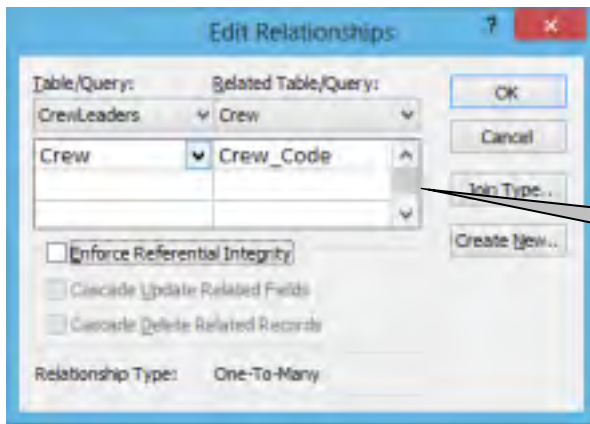 Edit Relationships ? ×
Table/Query: Related Table/Query:
CrewLeaders Crew
Crew Crew_Code
OK
Cancel
Join Type..
Create New..
Enforce Referential Integrity
Cascade Update Related Fields
Cascade Delete Related Records
Relationship Type: One-To-Many